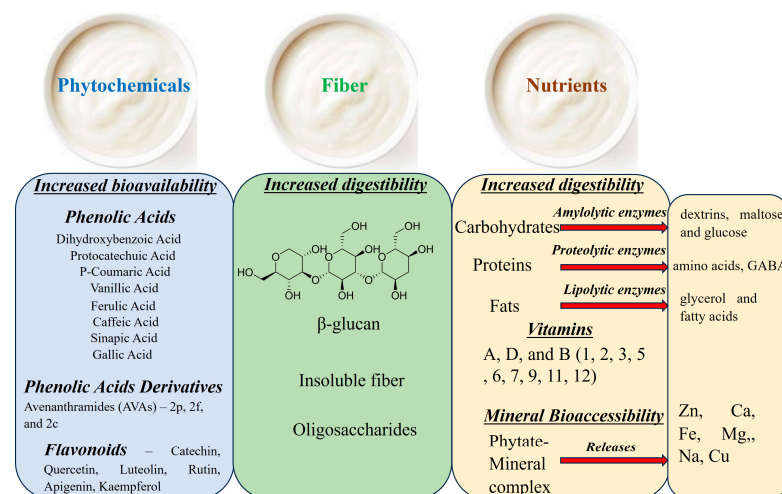 Phytochemicals
Fiber
Nutrients
Increased bioavailability
Phenolic Acids
Dihydroxybenzoic Acid
Protocatechuic Acid
P-Coumaric Acid
Vanillic Acid
Ferulic Acid
Caffeic Acid
Sinapic Acid
Gallic Acid
Phenolic Acids Derivatives
Avenanthramides (AVAs) – 2p, 2f,
and 2c
Flavonoids – Catechin,
Quercetin, Luteolin, Rutin,
Apigenin, Kaempferol
Increased digestibility
OH
OH
OH
OH
OH
OH
HO
O
O
O
HO
O
O
OH
OH
OH
β-glucan
Insoluble fiber
Oligosaccharides
Increased digestibility
Carbohydrates
Amylolytic enzymes
dextrins, maltose
and glucose
Proteins
Proteolytic enzymes
amino acids, GABA
Fats
Lipolytic enzymes
glycerol and
fatty acids
Vitamins
A, D, and B (1, 2, 3, 5
, 6, 7, 9, 11, 12)
Mineral Bioaccessibility
Phytate-
Mineral
complex
Releases
Zn, Ca,
Fe, Mg,,
Na, Cu